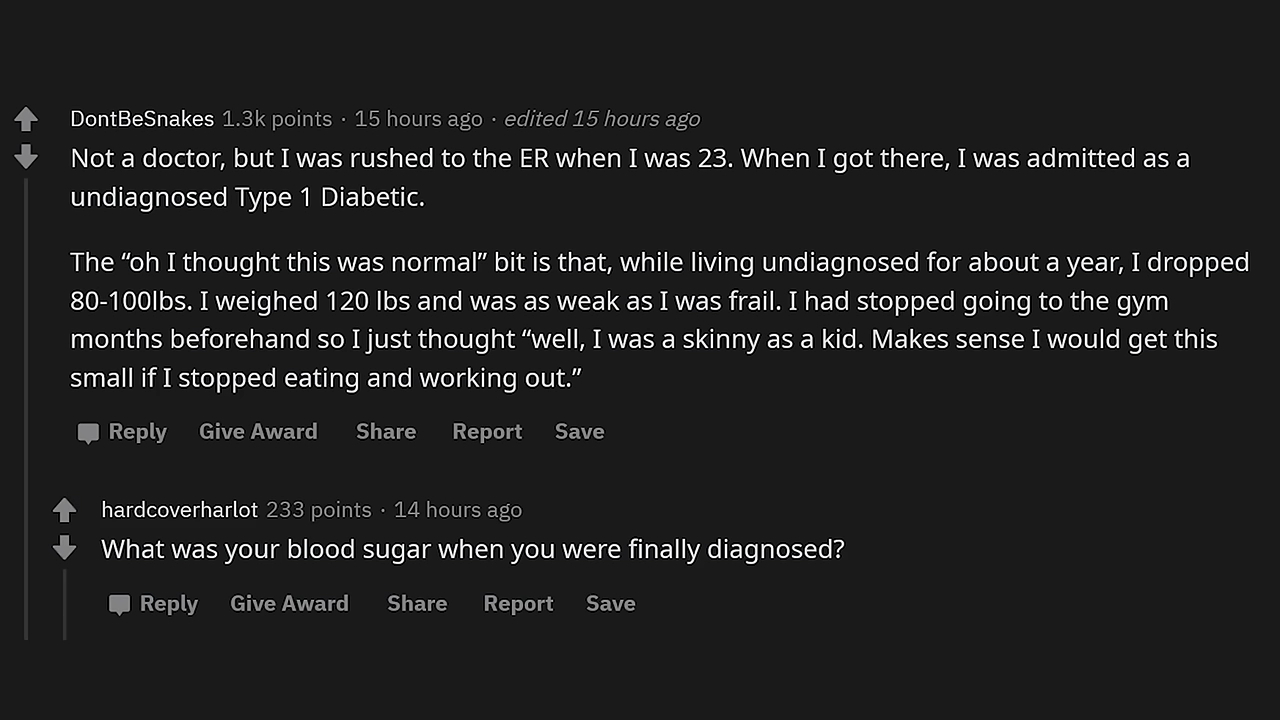 DontBeSnakes 1.3k points · 15 hours ago · edited 15 hours ago
Not a doctor, but I was rushed to the ER when I was 23. When I got there, I was admitted as a
undiagnosed Type 1 Diabetic.
The “oh I thought this was normal” bit is that, while living undiagnosed for about a year, I dropped
80-100lbs. I weighed 120 lbs and was as weak as I was frail. I had stopped going to the gym
months beforehand so I just thought “well, I was a skinny as a kid. Makes sense I would get this
small if I stopped eating and working out.”
Reply Give Award Share Report Save
hardcoverharlot 233 points · 14 hours ago
What was your blood sugar when you were finally diagnosed?
Reply Give Award Share Report Save